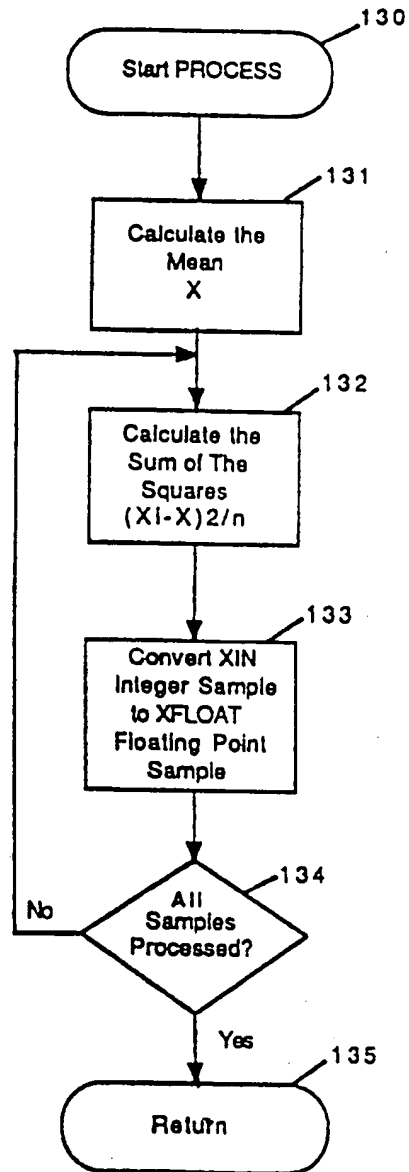 130
Start PROCESS
131
Calculate the
Mean
X
132
Calculate the
Sum of The
Squares
(Xi-X)2/n
133
Convert XIN
Integer Sample
to XFLOAT
Floating Point
Sample
134
All
Samples
Processed?
No
Yes
135
Return